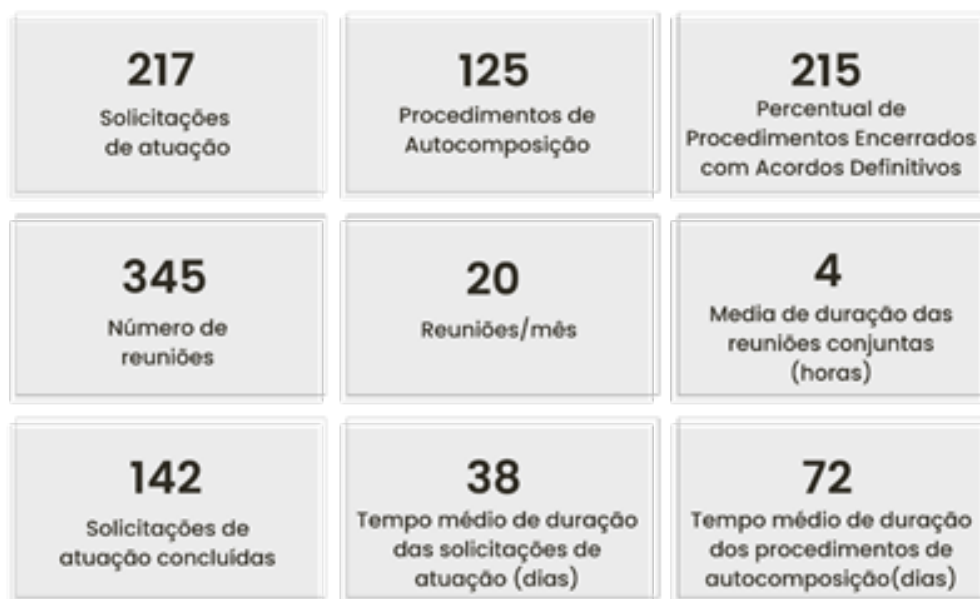 217
Solicitações
de atuação
125
Procedimentos de
Autocomposição
215
Percentual de
Procedimentos Encerrados
com Acordos Definitivos
345
Número de
reuniões
20
Reuniões/mês
4
Media de duração das
reuniões conjuntas
(horas)
142
Solicitações de
atuação concluídas
38
Tempo médio de duração
das solicitações de
atuação (dias)
72
Tempo médio de duração
dos procedimentos de
autocomposição(dias)